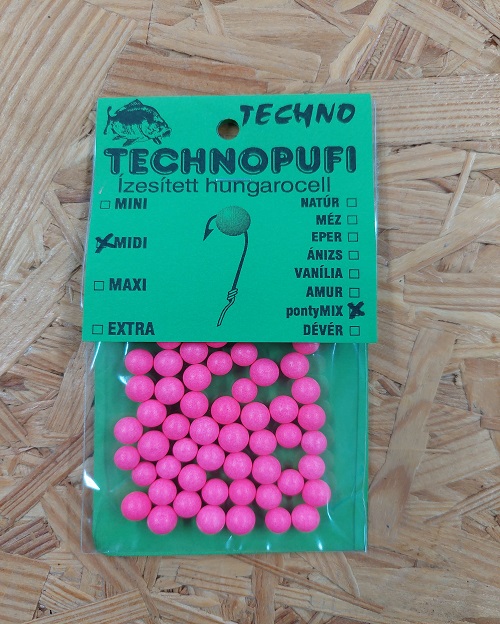 TECHNO
TECHNOPUFI
Ízesített hungarocell
MINI
MIDI
MAXI
EXTRA
NATÚR
MÉZ
EPER
ÁNIZS
VANÍLIA
AMUR
pontyMIX
DÉVÉR